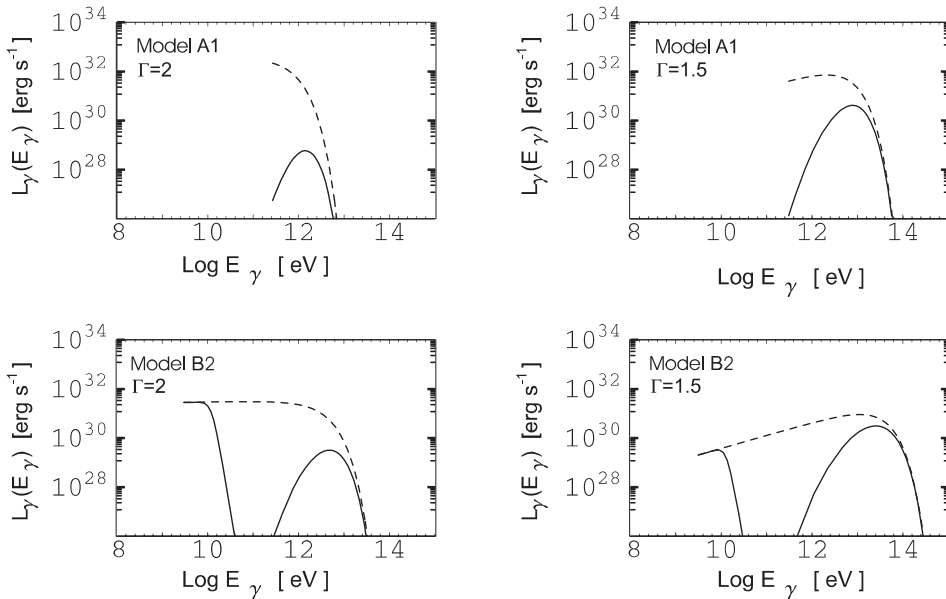 Model A1
Γ=2
10^34
10^32
10^30
10^28
L_γ(E_γ) [erg s^-1]
8 10 12 14
Log E_γ [eV]
Model A1
Γ=1.5
10^34
10^32
10^30
10^28
L_γ(E_γ) [erg s^-1]
8 10 12 14
Log E_γ [eV]
Model B2
Γ=2
10^34
10^32
10^30
10^28
L_γ(E_γ) [erg s^-1]
8 10 12 14
Log E_γ [eV]
Model B2
Γ=1.5
10^34
10^32
10^30
10^28
L_γ(E_γ) [erg s^-1]
8 10 12 14
Log E_γ [eV]